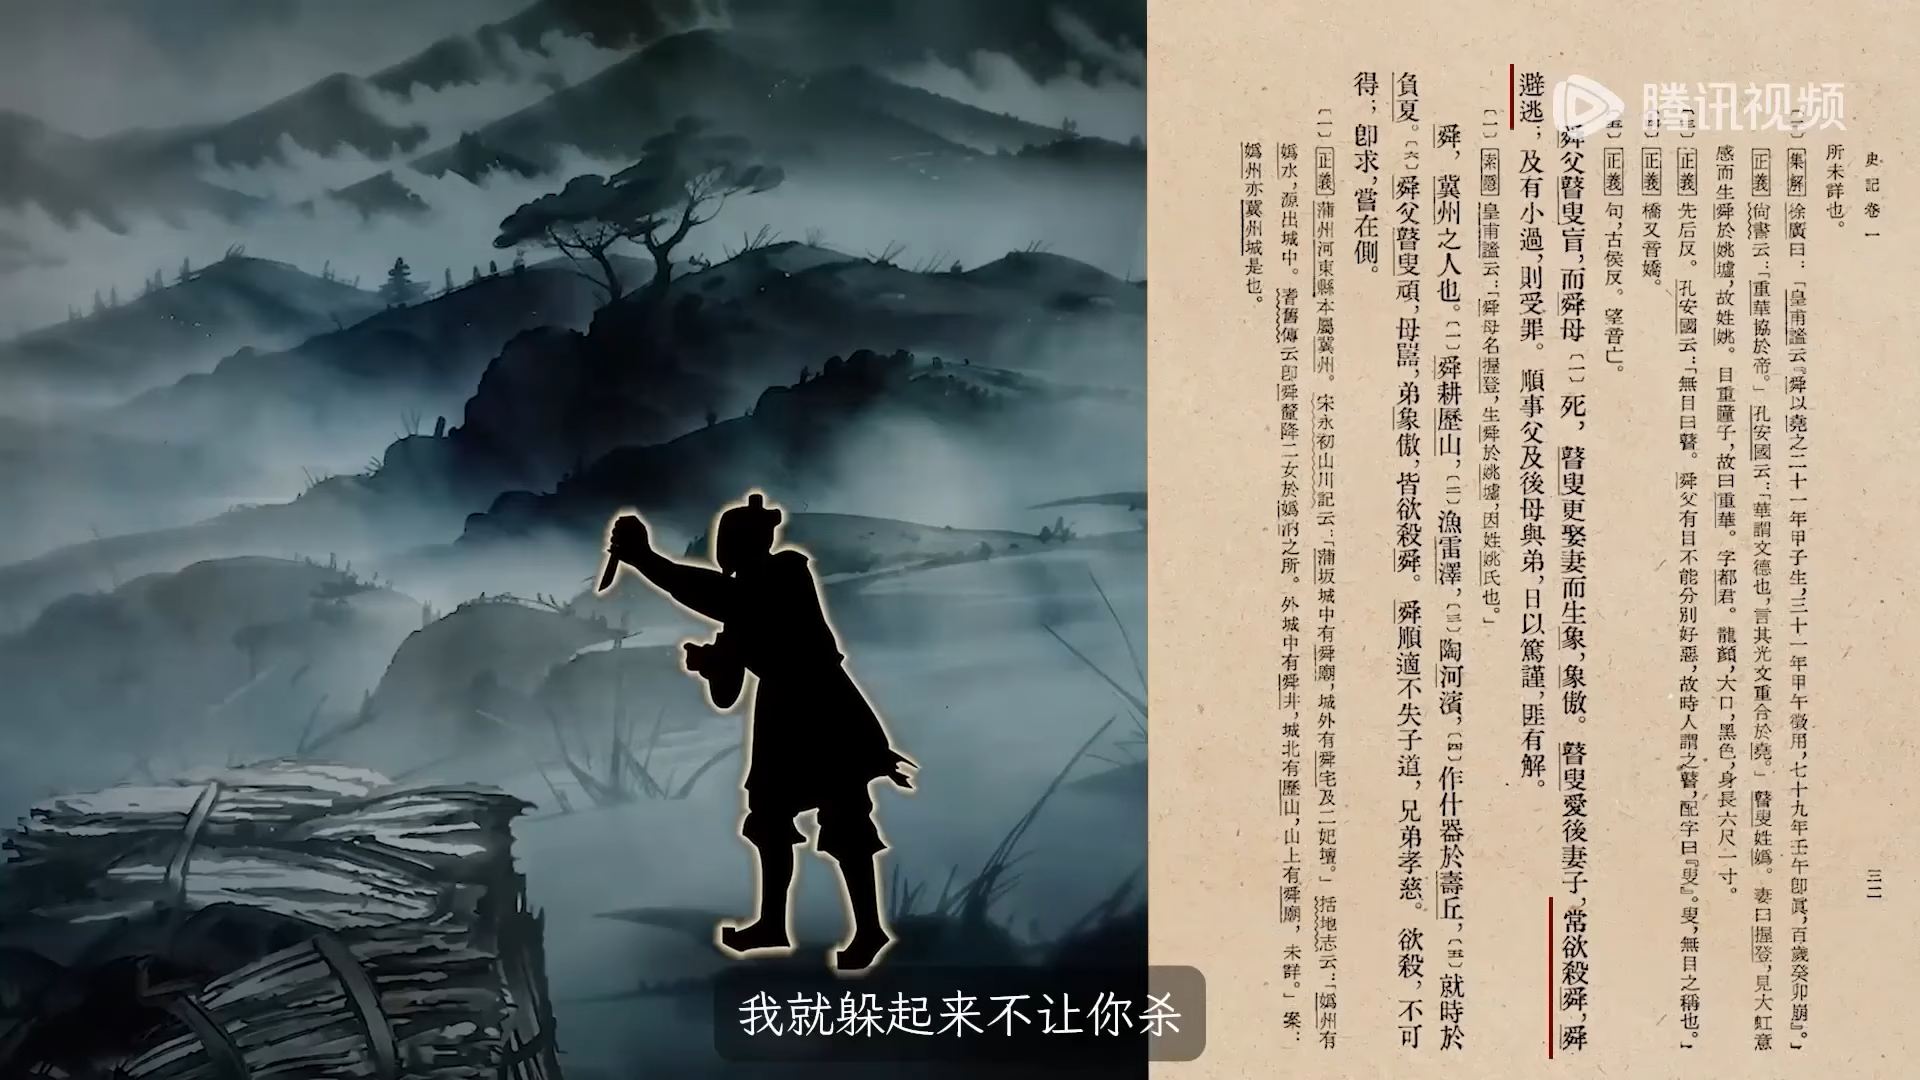 腾讯视频
史記卷一
三二
所未詳也。
集解 徐廣曰：「皇甫謐云『舜以堯之二十一年甲子生，三十一年甲午徵用，七十九年壬午即真，百歲癸卯崩』。」
正義 尚書云：「重華協於帝。」孔安國云：「華謂文德也，言其光文重合於堯。」瞽叟姓媯。妻曰握登，見大虹意
感而生舜於姚墟，故姓姚。目重瞳子，故曰重華。字都君。龍顏，大口，黑色，身長六尺一寸。
〔三〕正義 先后反。孔安國云：「無目曰瞽。舜父有目不能分別好惡，故時人謂之瞽，配字曰『叟』。叟，無目之稱也。」
〔四〕正義 橋又音嬌。
〔五〕正義 句，古侯反。望音亡。
舜父瞽叟盲，而舜母〔一〕死，瞽叟更娶妻而生象，象傲。瞽叟愛後妻子，常欲殺舜，舜
避逃；及有小過，則受罪。順事父及後母與弟，日以篤謹，匪有解。
〔一〕索隱 皇甫謐云：「舜母名握登，生舜於姚墟，因姓姚氏也。」
舜，冀州之人也。〔一〕舜耕歷山，〔二〕漁雷澤，〔三〕陶河濱，〔四〕作什器於壽丘，〔五〕就時於
負夏。〔六〕舜父瞽叟頑，母嚚，弟象傲，皆欲殺舜。舜順適不失子道，兄弟孝慈。欲殺，不可
得；即求，嘗在側。
〔一〕正義 蒲州河東縣本屬冀州。宋永初山川記云：「蒲坂城中有舜廟，城外有舜宅及二妃壇。」括地志云：「媯州有
媯水，源出城中。耆舊傳云即舜釐降二女於媯汭之所。外城中有舜井，城北有歷山，山上有舜廟，未詳。」案：
媯州亦冀州城是也。
我就躲起来不让你杀